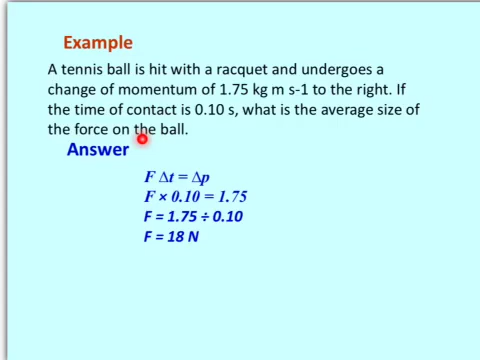 Example
A tennis ball is hit with a racquet and undergoes a
change of momentum of 1.75 kg m s-1 to the right. If
the time of contact is 0.10 s, what is the average size of
the force on the ball.
Answer
F ∆t = ∆p
F × 0.10 = 1.75
F = 1.75 ÷ 0.10
F = 18 N